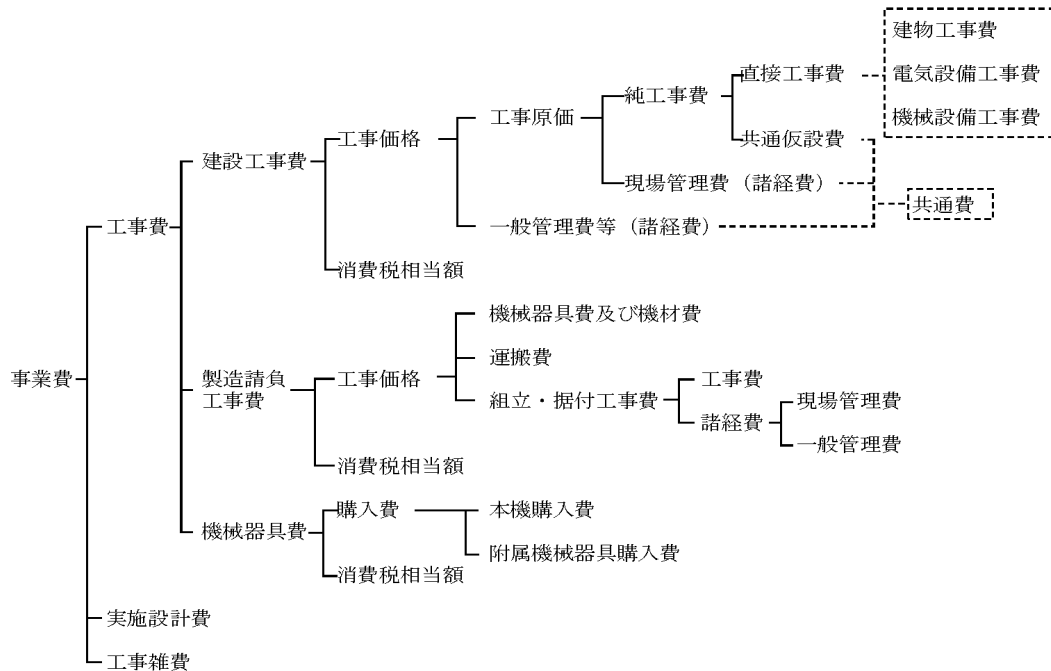 建物工事費
直接工事費
電気設備工事費
純工事費
機械設備工事費
工事原価
工事価格
共通仮設費
建設工事費
現場管理費（諸経費）
共通費
工事費
一般管理費等（諸経費）
消費税相当額
機械器具費及び機材費
運搬費
事業費
製造請負
工事費
工事価格
工事費
組立・据付工事費
現場管理費
諸経費
一般管理費
消費税相当額
購入費
本機購入費
機械器具費
附属機械器具購入費
消費税相当額
実施設計費
工事雑費